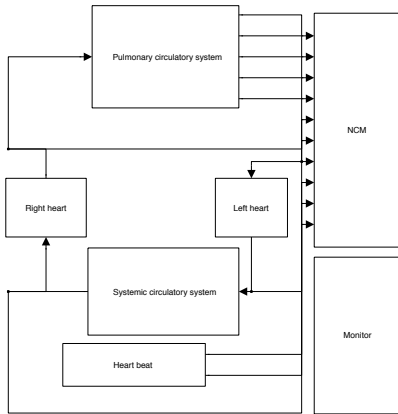 Pulmonary circulatory system
NCM
Right heart
Left heart
Systemic circulatory system
Monitor
Heart beat